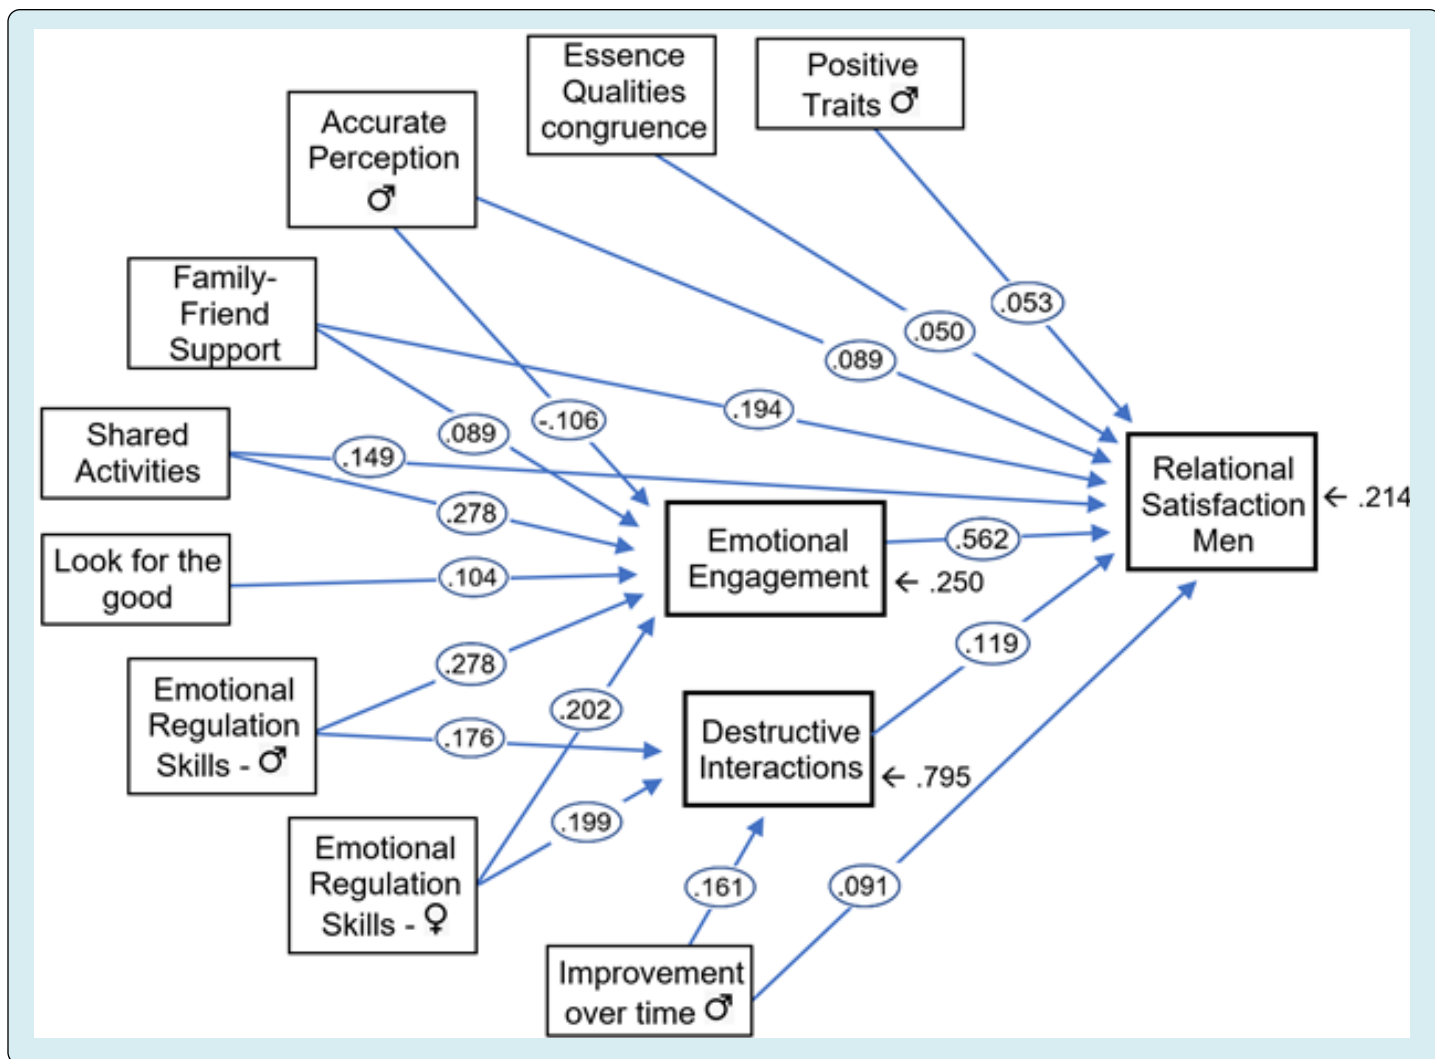 Essence
Qualities
congruence
Positive
Traits ♂
Accurate
Perception
♂
Family-
Friend
Support
Shared
Activities
Look for the
good
Emotional
Regulation
Skills - ♂
Emotional
Regulation
Skills - ♀
Improvement
over time ♂
Emotional
Engagement
← .250
Destructive
Interactions
← .795
Relational
Satisfaction
Men
← .214
.053
.050
.089
.194
-.106
.089
.149
.278
.104
.562
.278
.202
.176
.199
.119
.161
.091